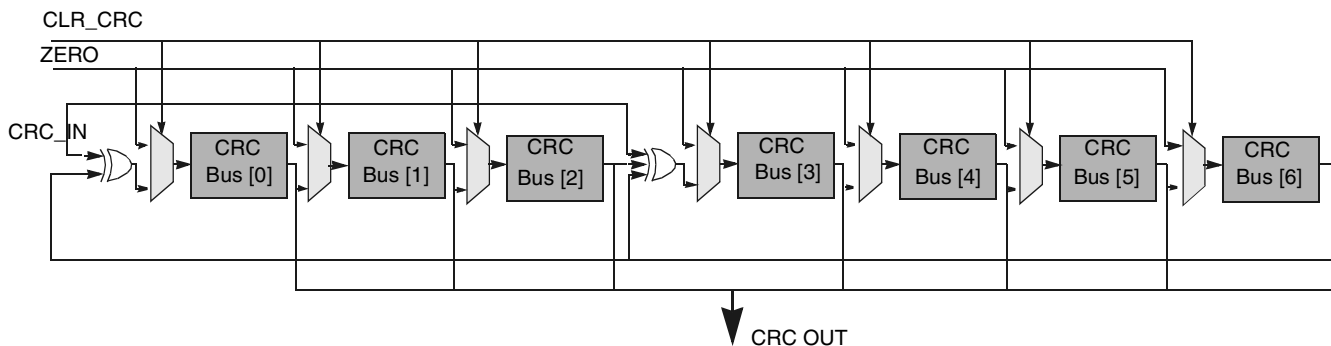 CLR_CRC
ZERO
CRC_IN
CRC
Bus [0]
CRC
Bus [1]
CRC
Bus [2]
CRC
Bus [3]
CRC
Bus [4]
CRC
Bus [5]
CRC
Bus [6]
CRC OUT